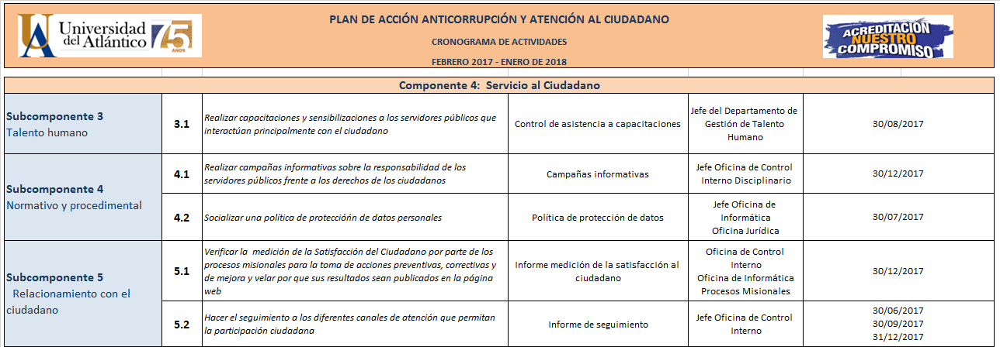 Universidad
del Atlántico
75
AÑOS
PLAN DE ACCIÓN ANTICORRUPCIÓN Y ATENCIÓN AL CIUDADANO
CRONOGRAMA DE ACTIVIDADES
FEBRERO 2017 - ENERO DE 2018
ACREDITACIÓN
NUESTRO
COMPROMISO
Componente 4: Servicio al Ciudadano
Subcomponente 3
Talento humano
3.1
Realizar capacitaciones y sensibilizaciones a los servidores públicos que
interactúan principalmente con el ciudadano
Control de asistencia a capacitaciones
Jefe del Departamento de
Gestión de Talento
Humano
30/08/2017
Subcomponente 4
Normativo y procedimental
4.1
Realizar campañas informativas sobre la responsabilidad de los
servidores públicos frente a los derechos de los ciudadanos
Campañas informativas
Jefe Oficina de Control
Interno Disciplinario
30/12/2017
4.2
Socializar una política de protección de datos personales
Política de protección de datos
Jefe Oficina de
Informática
Oficina Jurídica
30/07/2017
Subcomponente 5
Relacionamiento con el
ciudadano
5.1
Verificar la medición de la Satisfacción del Ciudadano por parte de los
procesos misionales para la toma de acciones preventivas, correctivas y
de mejora y velar por que sus resultados sean publicados en la página
web
Informe medición de la satisfacción al
ciudadano
Oficina de Control
Interno
Oficina de Informática
Procesos Misionales
30/12/2017
5.2
Hacer el seguimiento a los diferentes canales de atención que permitan
la participación ciudadana
Informe de seguimiento
Jefe Oficina de Control
Interno
30/06/2017
30/09/2017
31/12/2017